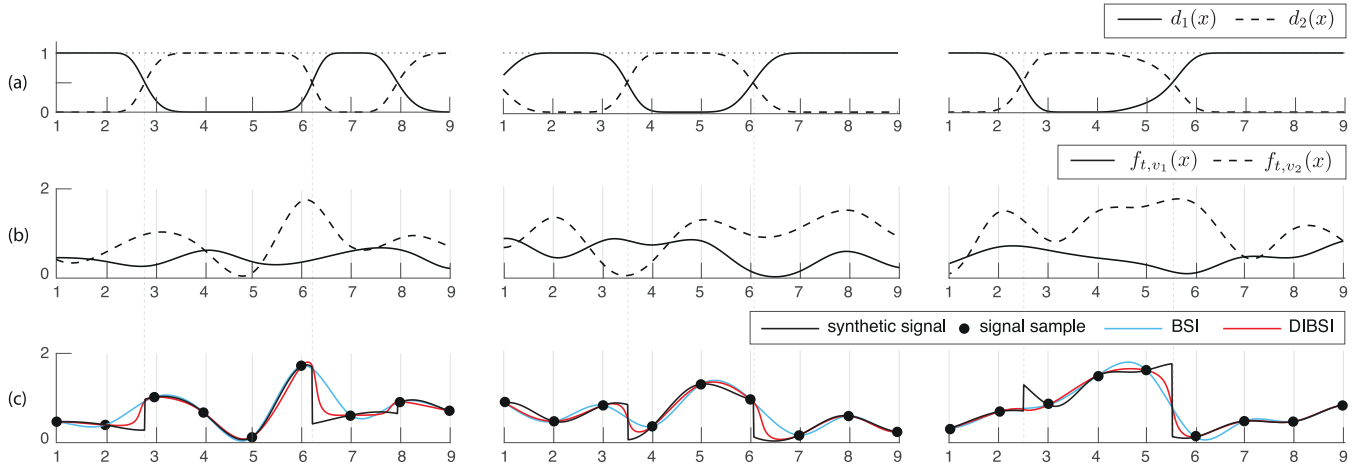 d₁(x) d₂(x)
(a)
1
0
1 2 3 4 5 6 7 8 9
1 2 3 4 5 6 7 8 9
1 2 3 4 5 6 7 8 9
f_{t,v₁}(x) f_{t,v₂}(x)
(b)
2
0
1 2 3 4 5 6 7 8 9
1 2 3 4 5 6 7 8 9
1 2 3 4 5 6 7 8 9
synthetic signal signal sample BSI DIBSI
(c)
2
0
1 2 3 4 5 6 7 8 9
1 2 3 4 5 6 7 8 9
1 2 3 4 5 6 7 8 9